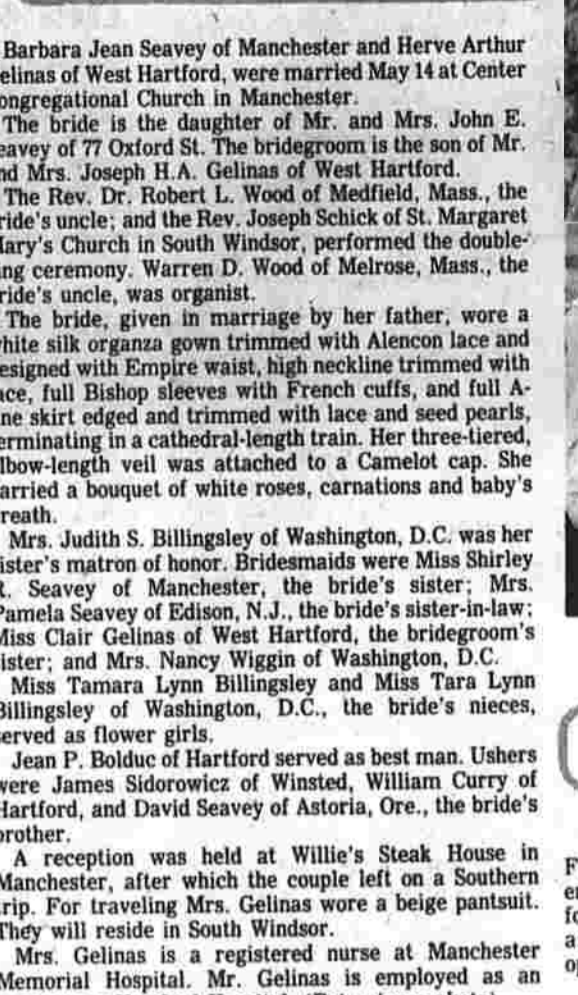 Barbara Jean Seavey of Manchester and Herve Arthur
elinas of West Hartford, were married May 14 at Center
ongregational Church in Manchester.
The bride is the daughter of Mr. and Mrs. John E.
eavey of 77 Oxford St. The bridegroom is the son of Mr.
nd Mrs. Joseph H.A. Gelinas of West Hartford.
The Rev. Dr. Robert L. Wood of Medfield, Mass., the
ride's uncle; and the Rev. Joseph Schick of St. Margaret
Mary's Church in South Windsor, performed the double-
ing ceremony. Warren D. Wood of Melrose, Mass., the
ride's uncle, was organist.
The bride, given in marriage by her father, wore a
white silk organza gown trimmed with Alencon lace and
esigned with Empire waist, high neckline trimmed with
ace, full Bishop sleeves with French cuffs, and full A-
ne skirt edged and trimmed with lace and seed pearls,
erminating in a cathedral-length train. Her three-tiered,
lbow-length veil was attached to a Camelot cap. She
arried a bouquet of white roses, carnations and baby's
reath.
Mrs. Judith S. Billingsley of Washington, D.C. was her
ister's matron of honor. Bridesmaids were Miss Shirley
. Seavey of Manchester, the bride's sister; Mrs.
Pamela Seavey of Edison, N.J., the bride's sister-in-law;
Miss Clair Gelinas of West Hartford, the bridegroom's
ister; and Mrs. Nancy Wiggin of Washington, D.C.
Miss Tamara Lynn Billingsley and Miss Tara Lynn
Billingsley of Washington, D.C., the bride's nieces,
erved as flower girls.
Jean P. Bolduc of Hartford served as best man. Ushers
were James Sidorowicz of Winsted, William Curry of
Hartford, and David Seavey of Astoria, Ore., the bride's
brother.
A reception was held at Willie's Steak House in
Manchester, after which the couple left on a Southern
trip. For traveling Mrs. Gelinas wore a beige pantsuit.
They will reside in South Windsor.
Mrs. Gelinas is a registered nurse at Manchester
Memorial Hospital. Mr. Gelinas is employed as an